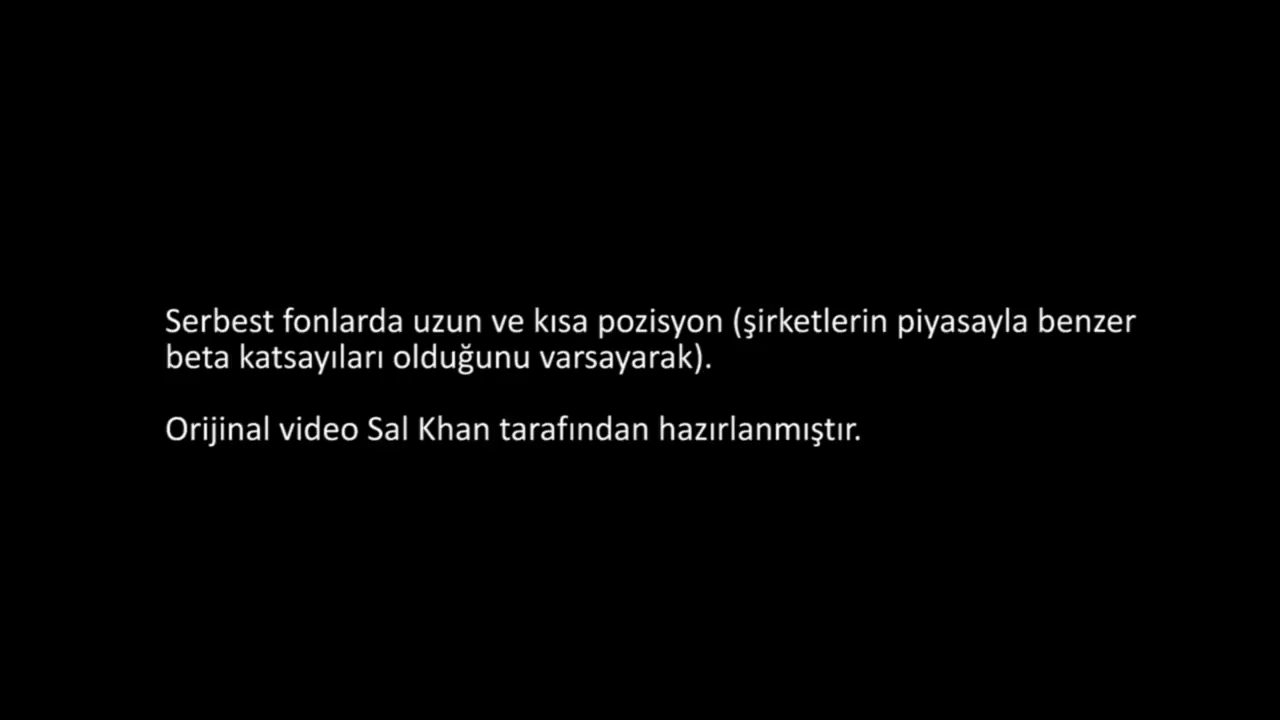 Serbest fonlarda uzun ve kısa pozisyon (şirketlerin piyasayla benzer
beta katsayıları olduğunu varsayarak).
Orijinal video Sal Khan tarafından hazırlanmıştır.